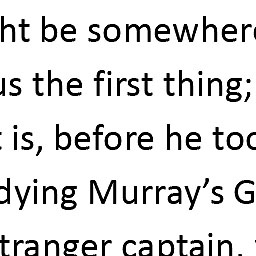 ht be somewhere
us the first thing;
t is, before he too
dying Murray's G
tranger captain,